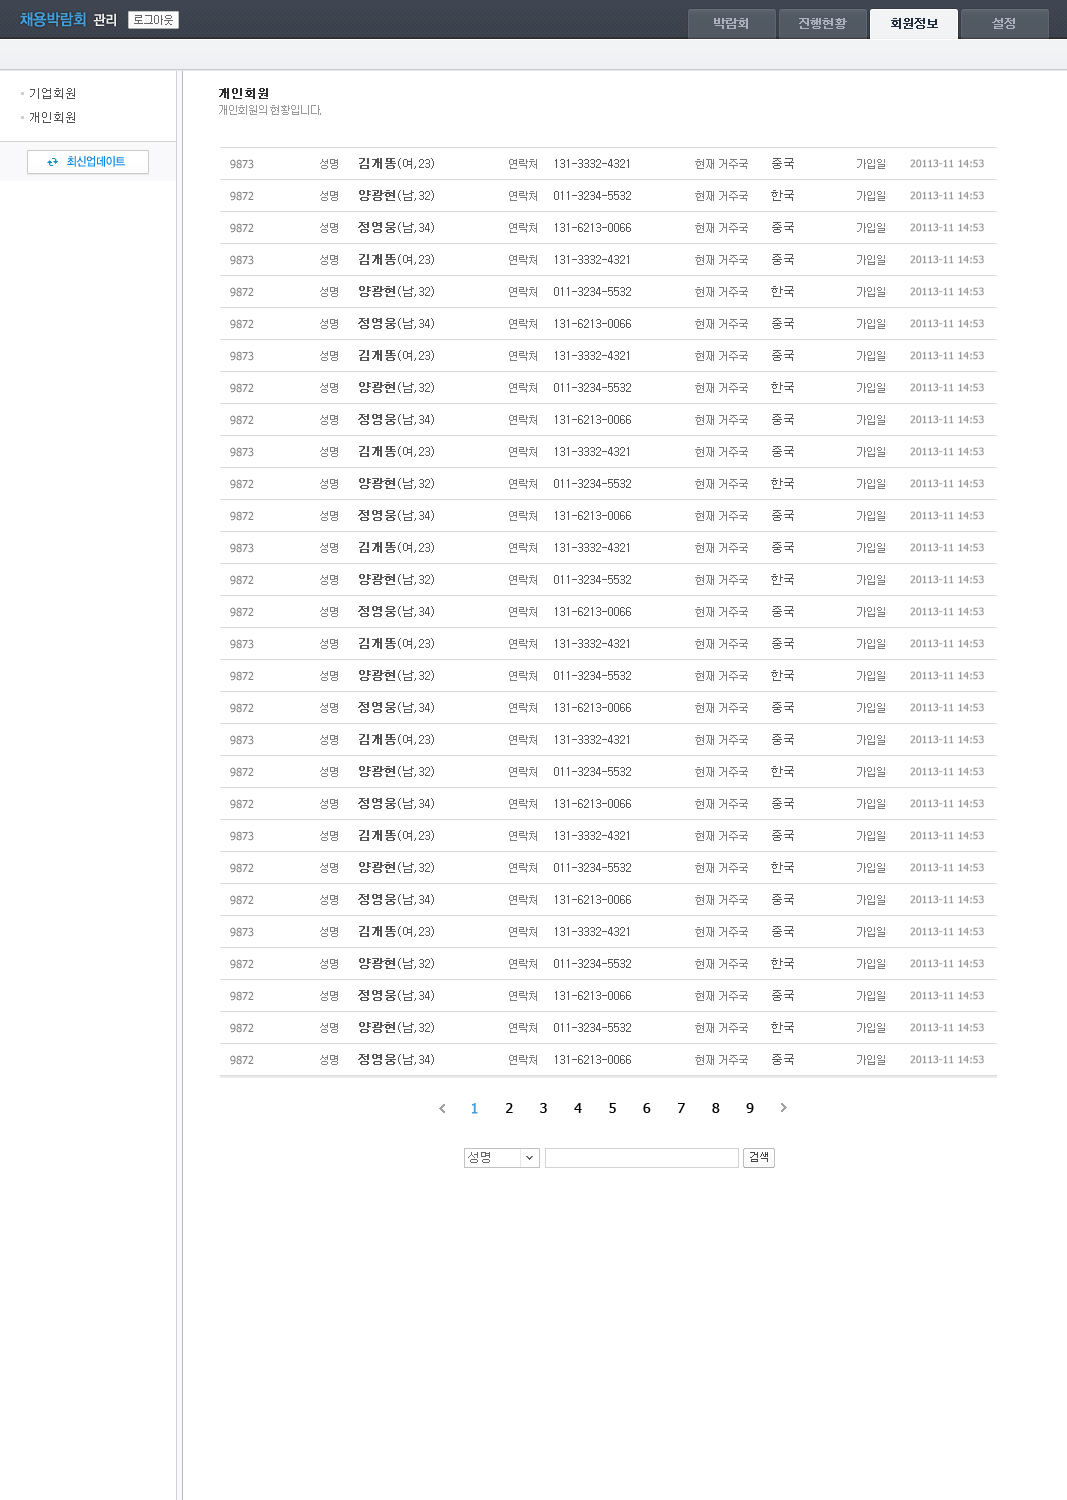 채용박람회 관리 로그아웃 박람회 진행현황 회원정보 설정
기업회원
개인회원
최신업데이트
개인회원
개인회원의 현황입니다.
9873 성명 김개똥(여,23) 연락처 131-3332-4321 현재 거주국 중국 가입일 20113-11 14:53
9872 성명 양광현(남,32) 연락처 011-3234-5532 현재 거주국 한국 가입일 20113-11 14:53
9872 성명 정영웅(남,34) 연락처 131-6213-0066 현재 거주국 중국 가입일 20113-11 14:53
9873 성명 김개똥(여,23) 연락처 131-3332-4321 현재 거주국 중국 가입일 20113-11 14:53
9872 성명 양광현(남,32) 연락처 011-3234-5532 현재 거주국 한국 가입일 20113-11 14:53
9872 성명 정영웅(남,34) 연락처 131-6213-0066 현재 거주국 중국 가입일 20113-11 14:53
9873 성명 김개똥(여,23) 연락처 131-3332-4321 현재 거주국 중국 가입일 20113-11 14:53
9872 성명 양광현(남,32) 연락처 011-3234-5532 현재 거주국 한국 가입일 20113-11 14:53
9872 성명 정영웅(남,34) 연락처 131-6213-0066 현재 거주국 중국 가입일 20113-11 14:53
9873 성명 김개똥(여,23) 연락처 131-3332-4321 현재 거주국 중국 가입일 20113-11 14:53
9872 성명 양광현(남,32) 연락처 011-3234-5532 현재 거주국 한국 가입일 20113-11 14:53
9872 성명 정영웅(남,34) 연락처 131-6213-0066 현재 거주국 중국 가입일 20113-11 14:53
9873 성명 김개똥(여,23) 연락처 131-3332-4321 현재 거주국 중국 가입일 20113-11 14:53
9872 성명 양광현(남,32) 연락처 011-3234-5532 현재 거주국 한국 가입일 20113-11 14:53
9872 성명 정영웅(남,34) 연락처 131-6213-0066 현재 거주국 중국 가입일 20113-11 14:53
9873 성명 김개똥(여,23) 연락처 131-3332-4321 현재 거주국 중국 가입일 20113-11 14:53
9872 성명 양광현(남,32) 연락처 011-3234-5532 현재 거주국 한국 가입일 20113-11 14:53
9872 성명 정영웅(남,34) 연락처 131-6213-0066 현재 거주국 중국 가입일 20113-11 14:53
9873 성명 김개똥(여,23) 연락처 131-3332-4321 현재 거주국 중국 가입일 20113-11 14:53
9872 성명 양광현(남,32) 연락처 011-3234-5532 현재 거주국 한국 가입일 20113-11 14:53
9872 성명 정영웅(남,34) 연락처 131-6213-0066 현재 거주국 중국 가입일 20113-11 14:53
9873 성명 김개똥(여,23) 연락처 131-3332-4321 현재 거주국 중국 가입일 20113-11 14:53
9872 성명 양광현(남,32) 연락처 011-3234-5532 현재 거주국 한국 가입일 20113-11 14:53
9872 성명 정영웅(남,34) 연락처 131-6213-0066 현재 거주국 중국 가입일 20113-11 14:53
9873 성명 김개똥(여,23) 연락처 131-3332-4321 현재 거주국 중국 가입일 20113-11 14:53
9872 성명 양광현(남,32) 연락처 011-3234-5532 현재 거주국 한국 가입일 20113-11 14:53
9872 성명 정영웅(남,34) 연락처 131-6213-0066 현재 거주국 중국 가입일 20113-11 14:53
9872 성명 양광현(남,32) 연락처 011-3234-5532 현재 거주국 한국 가입일 20113-11 14:53
9872 성명 정영웅(남,34) 연락처 131-6213-0066 현재 거주국 중국 가입일 20113-11 14:53
1 2 3 4 5 6 7 8 9
성명 검색